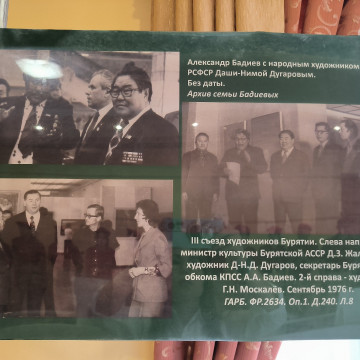 Александр Бадиев с народным художником
РСФСР Даши-Нимой Дугаровым.
Без даты.
Архив семьи Бадиевых
III съезд художников Бурятии. Слева нап
министр культуры Бурятской АССР Д.З. Жал
художник Д-Н.Д. Дугаров, секретарь Буря
обкома КПСС А.А. Бадиев. 2-й справа - худ
Г.Н. Москалёв. Сентябрь 1976 г.
ГАРБ. ФР.2634. Оп.1. Д.240. Л.8